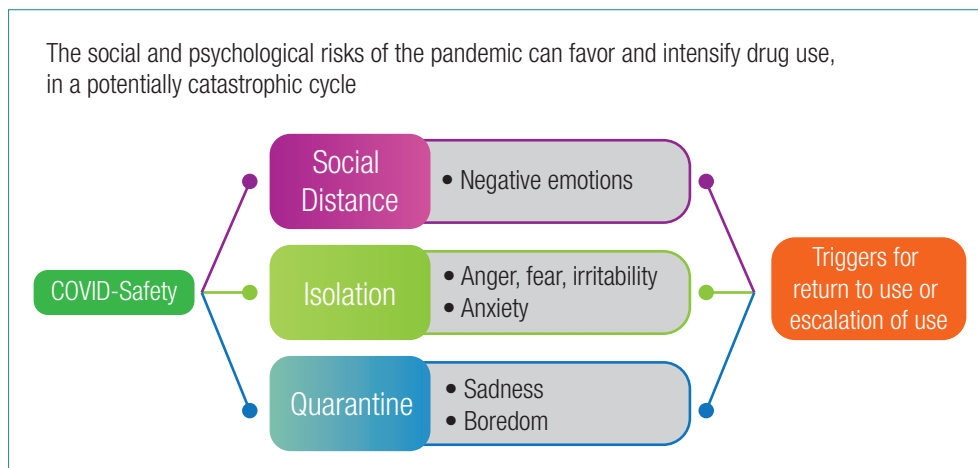 The social and psychological risks of the pandemic can favor and intensify drug use,
in a potentially catastrophic cycle
COVID-Safety
Social
Distance
• Negative emotions
Isolation
• Anger, fear, irritability
• Anxiety
Quarantine
• Sadness
• Boredom
Triggers for
return to use or
escalation of use